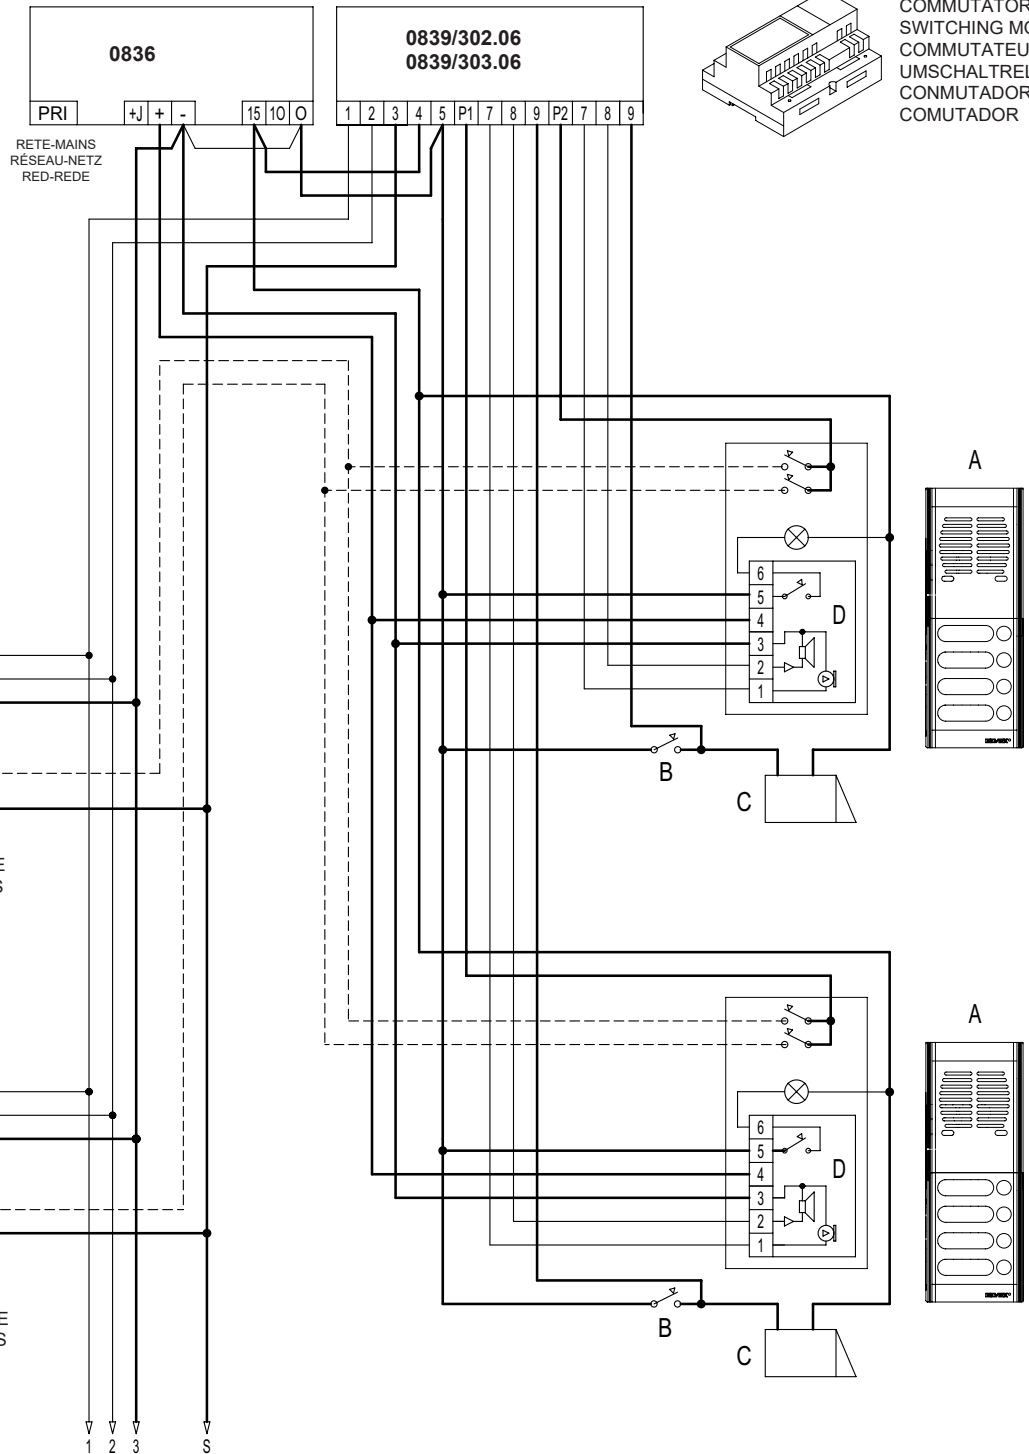 COMMUTATOR
SWITCHING MO
COMMUTATEU
UMSCHALTREL
CONMUTADOR
COMUTADOR
0836
0839/302.06
0839/303.06
PRI +J + - 15 10 O
1 2 3 4 5 P1 7 8 9 P2 7 8 9
RETE-MAINS
RÉSEAU-NETZ
RED-REDE
A
6
5
4
3
2
1
D
B
C
E
S
A
6
5
4
3
2
1
D
B
C
E
S
1 2 3 S